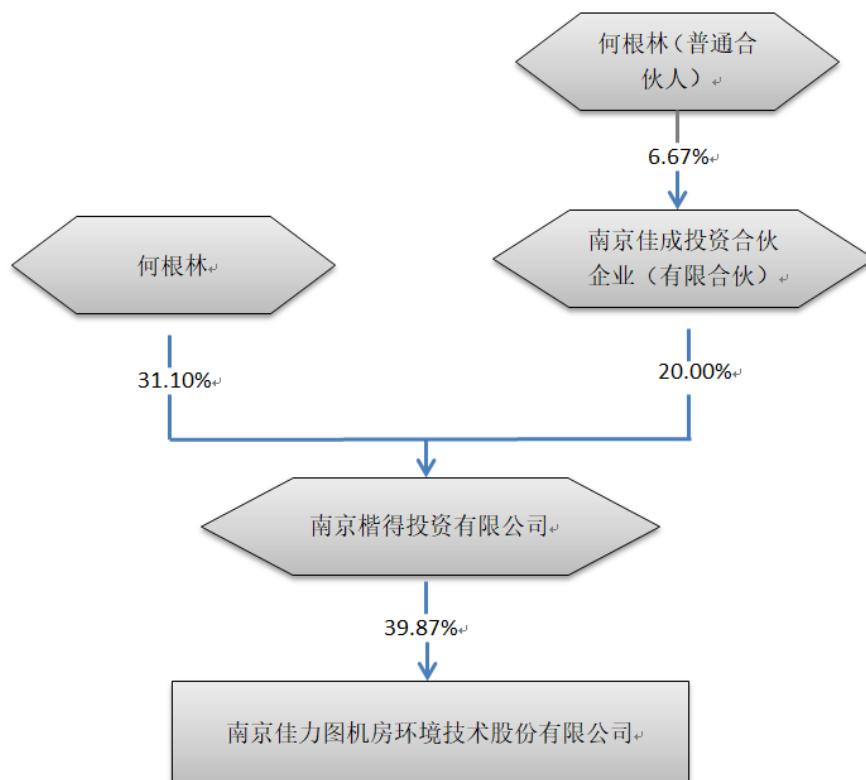 何根林（普通合
伙人）
6.67%
何根林
南京佳成投资合伙
企业（有限合伙）
31.10%
20.00%
南京楷得投资有限公司
39.87%
南京佳力图机房环境技术股份有限公司